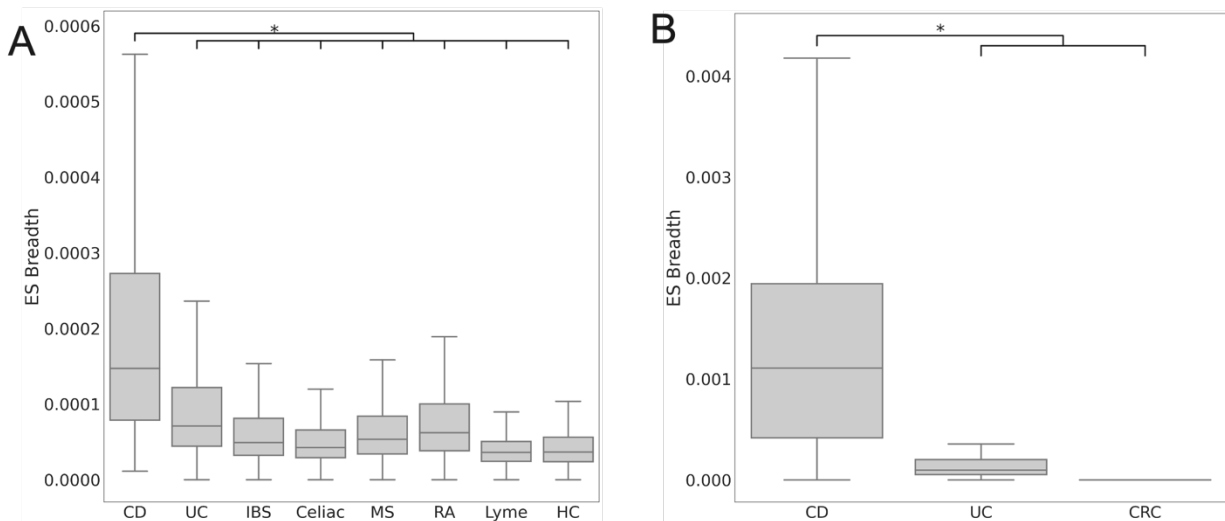 A
ES Breadth
0.0006
0.0005
0.0004
0.0003
0.0002
0.0001
0.0000
*
CD UC IBS Celiac MS RA Lyme HC
B
ES Breadth
0.004
0.003
0.002
0.001
0.000
*
CD UC CRC